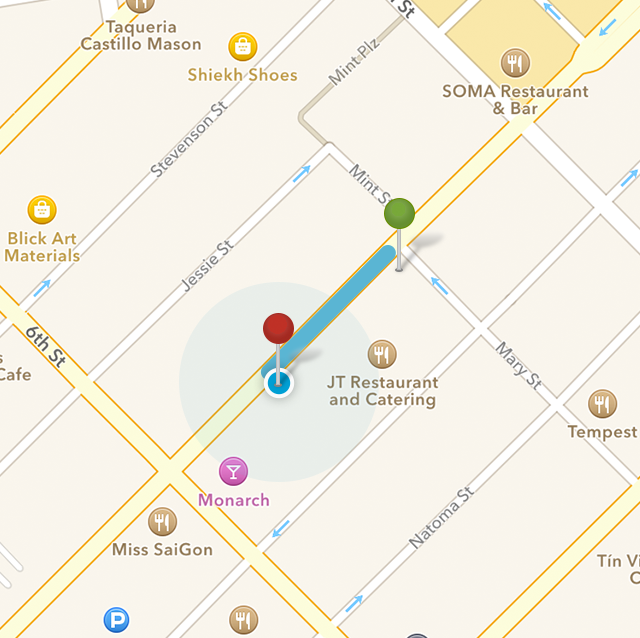 St
Taqueria
Castillo Mason
Shiekh Shoes
Mint Plz
SOMA Restaurant
& Bar
Stevenson St
Mint S
Blick Art
Materials
Jessie St
6th St
Cafe
JT Restaurant
and Catering
Mary St
Tempest
Monarch
Natoma St
Miss SaiGon
Tín Vi
C
P